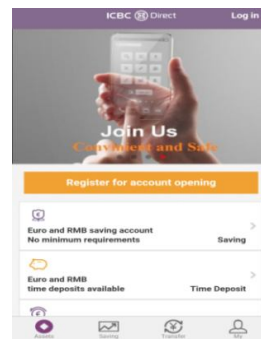 ICBC Direct
Log in
Join Us
Convinient and Safe
Register for account opening
Euro and RMB saving account
No minimum requirements
Saving
Euro and RMB
time deposits available
Time Deposit
Assets
Saving
Transfer
My